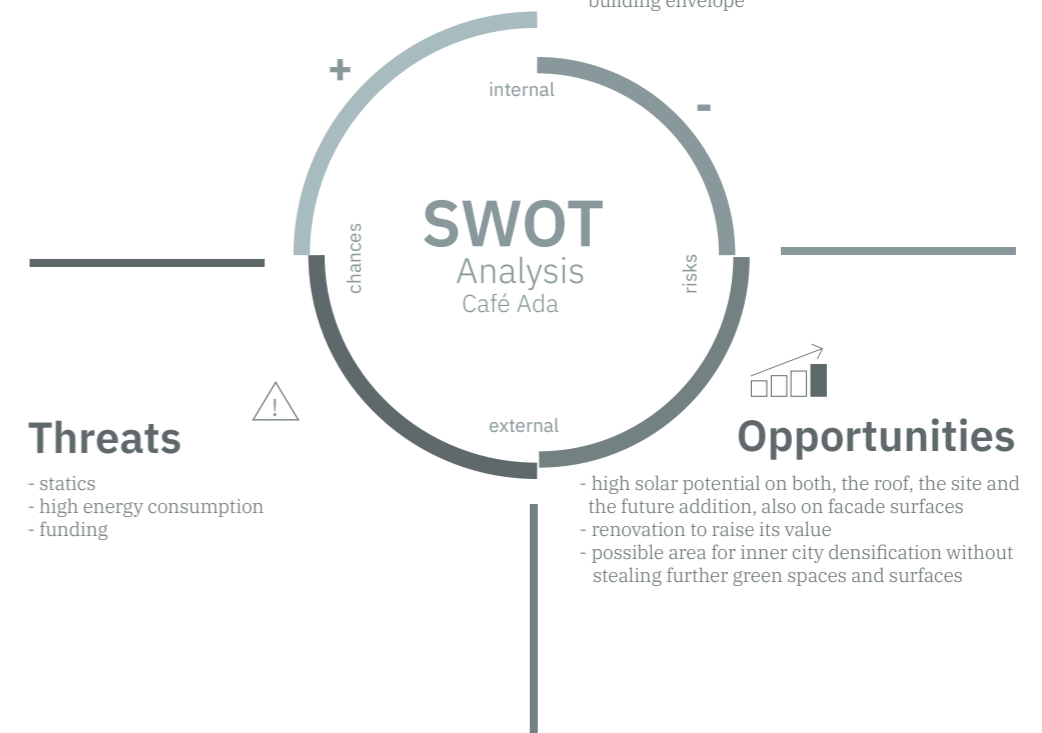 building envelope
+
-
internal
SWOT
Analysis
Café Ada
chances
risks
external
Threats
- statics
- high energy consumption
- funding
!
Opportunities
- high solar potential on both, the roof, the site and
the future addition, also on facade surfaces
- renovation to raise its value
- possible area for inner city densification without
stealing further green spaces and surfaces